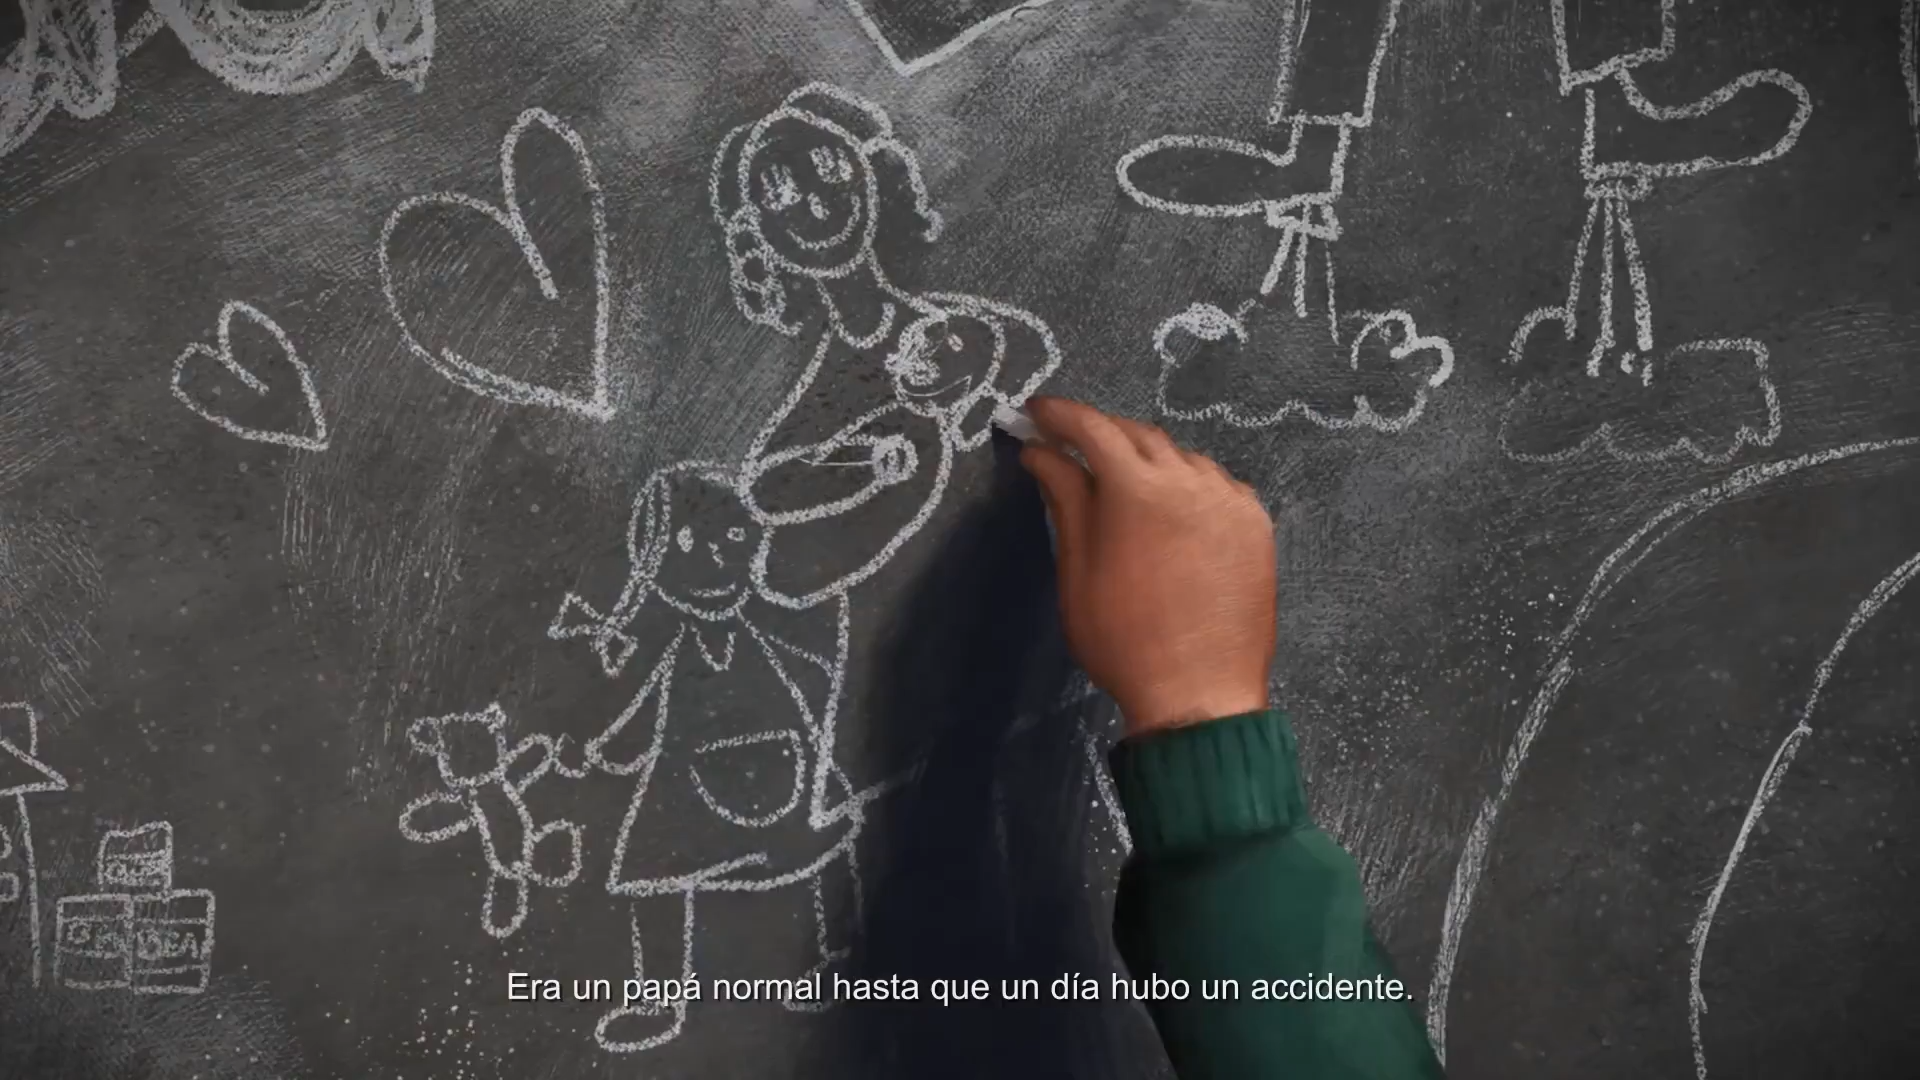 Era un papá normal hasta que un día hubo un accidente.